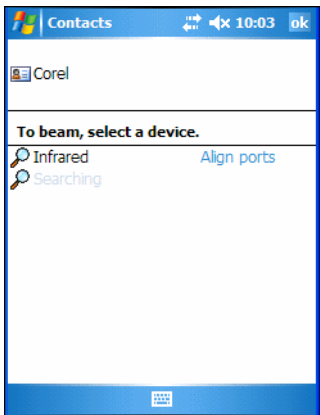 Contacts 10:03 ok
Corel
To beam, select a device.
Infrared Align ports
Searching